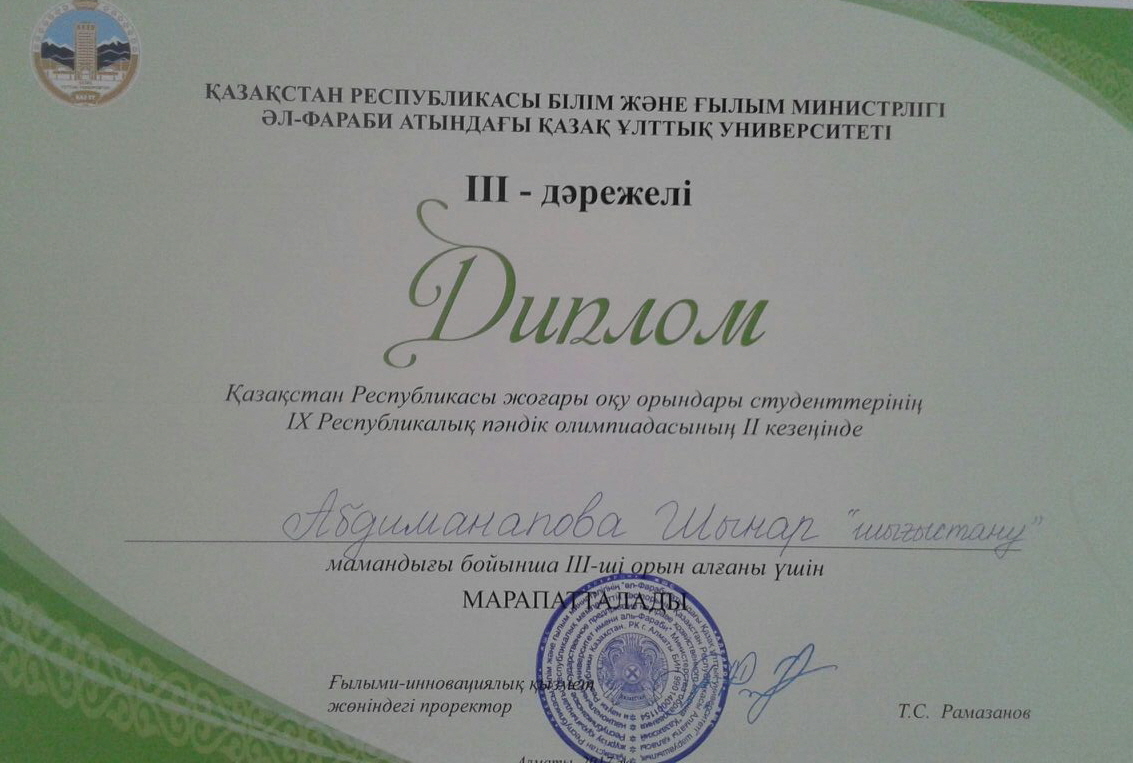 ҚАЗАҚСТАН РЕСПУБЛИКАСЫ БІЛІМ ЖӘНЕ ҒЫЛЫМ МИНИСТРЛІГІ
ӘЛ-ФАРАБИ АТЫНДАҒЫ ҚАЗАҚ ҰЛТТЫҚ УНИВЕРСИТЕТІ
III - дәрежелі
Диплом
Қазақстан Республикасы жоғары оқу орындары студенттерінің
IX Республикалық пәндік олимпиадасының II кезеңінде
Абдиманапова Шынар "шығыстану"
мамандығы бойынша III-ші орын алғаны үшін
МАРАПАТТАЛАДЫ
Ғылыми-инновациялық қызмет
жөніндегі проректор
Т.С. Рамазанов